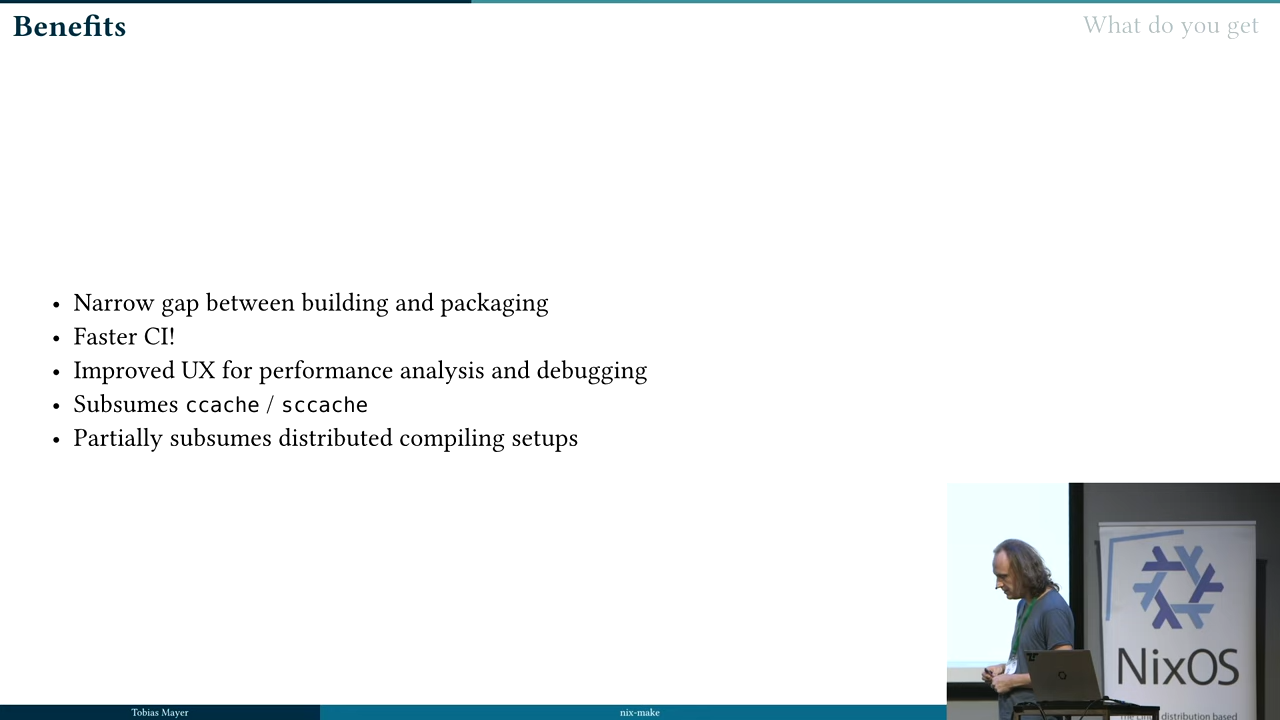 Benefits
What do you get
• Narrow gap between building and packaging
• Faster CI!
• Improved UX for performance analysis and debugging
• Subsumes ccache / sccache
• Partially subsumes distributed compiling setups
NixOS
distribution based
Tobias Mayer
nix-make